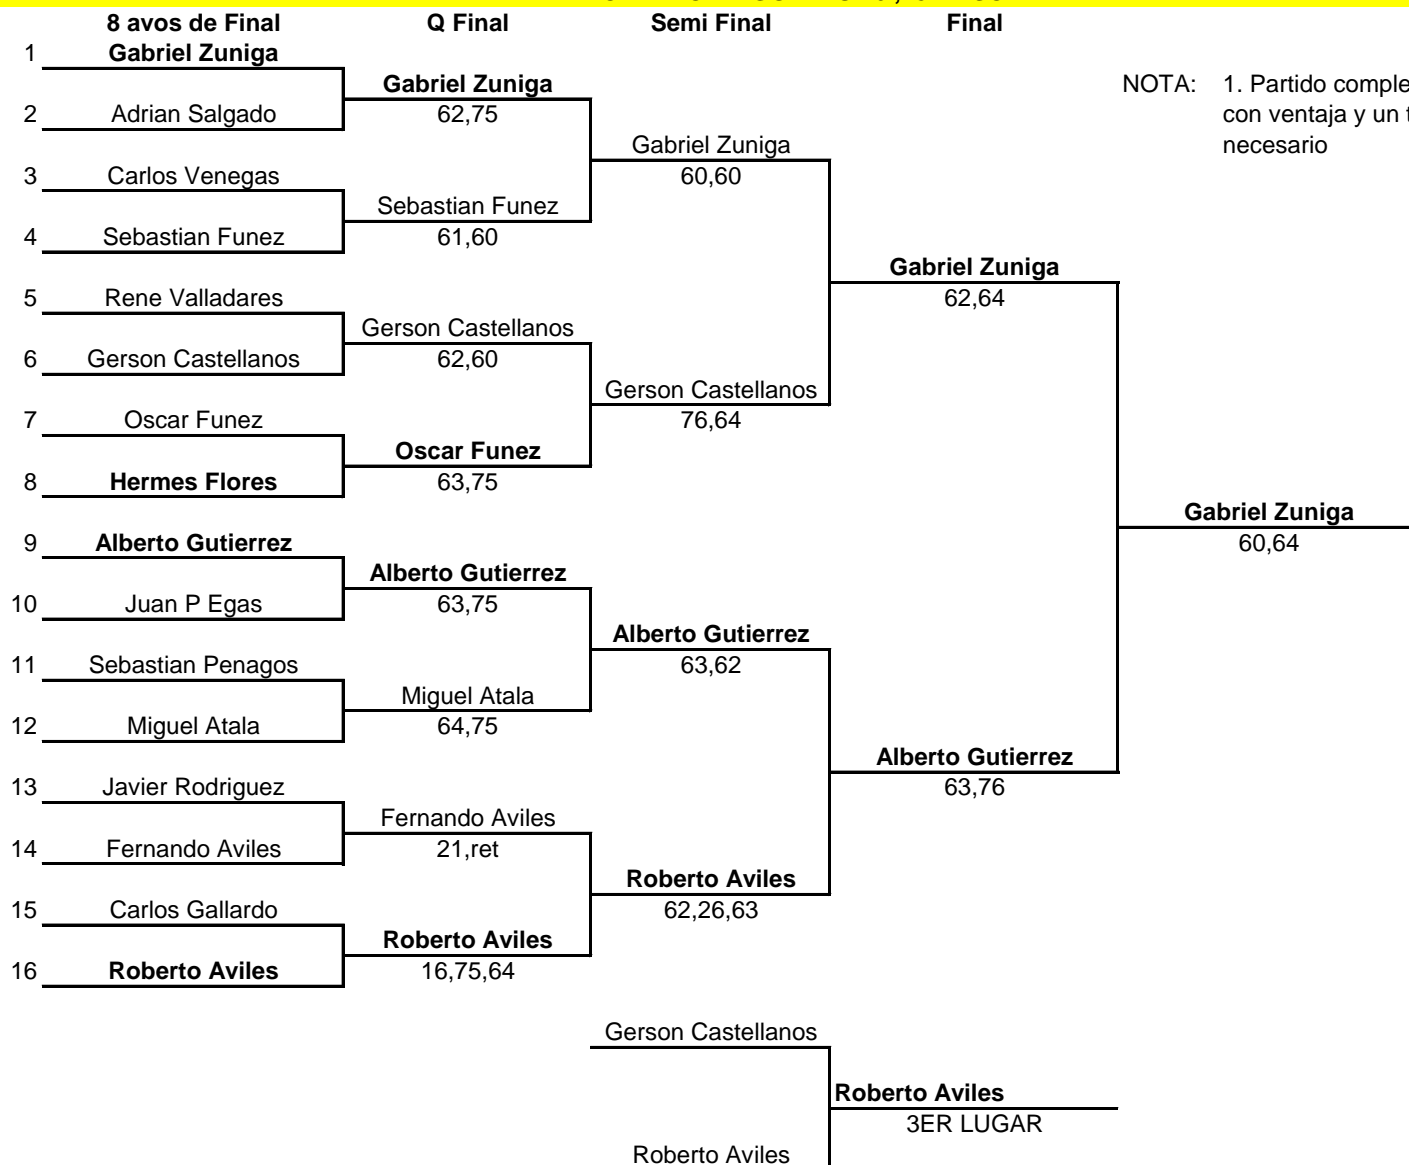 8 avos de Final Q Final Semi Final Final
1 Gabriel Zuniga
Gabriel Zuniga
62,75
2 Adrian Salgado
Gabriel Zuniga
60,60
3 Carlos Venegas
Sebastian Funez
61,60
4 Sebastian Funez
Gabriel Zuniga
62,64
5 Rene Valladares
Gerson Castellanos
62,60
6 Gerson Castellanos
Gerson Castellanos
76,64
7 Oscar Funez
Oscar Funez
63,75
8 Hermes Flores
Gabriel Zuniga
60,64
9 Alberto Gutierrez
Alberto Gutierrez
63,75
10 Juan P Egas
Alberto Gutierrez
63,62
11 Sebastian Penagos
Miguel Atala
64,75
12 Miguel Atala
Alberto Gutierrez
63,76
13 Javier Rodriguez
Fernando Aviles
21,ret
14 Fernando Aviles
Roberto Aviles
62,26,63
15 Carlos Gallardo
Roberto Aviles
16,75,64
16 Roberto Aviles
Gerson Castellanos
Roberto Aviles
3ER LUGAR
Roberto Aviles
NOTA: 1. Partido comple
con ventaja y un t
necesario